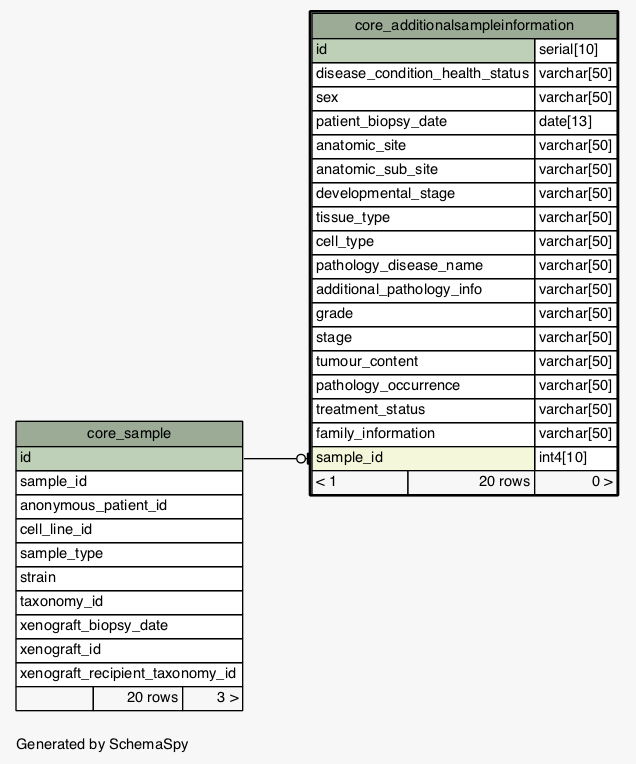 core_additionalsampleinformation
id serial[10]
disease_condition_health_status varchar[50]
sex varchar[50]
patient_biopsy_date date[13]
anatomic_site varchar[50]
anatomic_sub_site varchar[50]
developmental_stage varchar[50]
tissue_type varchar[50]
cell_type varchar[50]
pathology_disease_name varchar[50]
additional_pathology_info varchar[50]
grade varchar[50]
stage varchar[50]
tumour_content varchar[50]
pathology_occurrence varchar[50]
treatment_status varchar[50]
family_information varchar[50]
sample_id int4[10]
< 1 20 rows 0 >
core_sample
id
sample_id
anonymous_patient_id
cell_line_id
sample_type
strain
taxonomy_id
xenograft_biopsy_date
xenograft_id
xenograft_recipient_taxonomy_id
20 rows 3 >
Generated by SchemaSpy